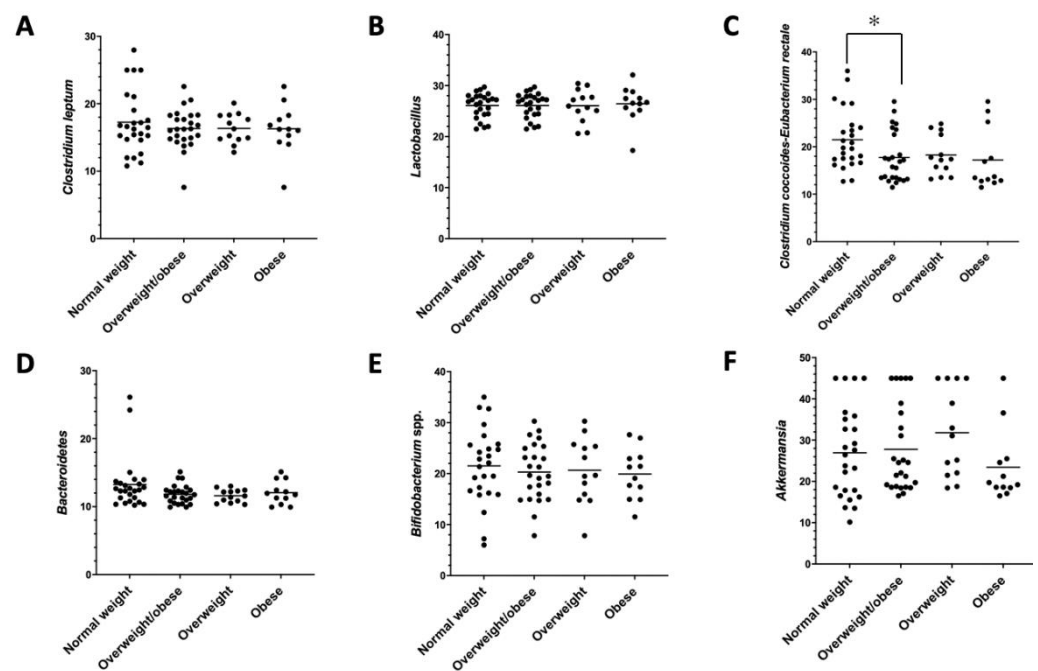 A
Clostridium leptum
30
20
10
0
Normal weight
Overweight/obese
Overweight
Obese
B
Lactobacillus
40
30
20
10
0
Normal weight
Overweight/obese
Overweight
Obese
C
*
Clostridium coccoides-Eubacterium rectale
40
30
20
10
0
Normal weight
Overweight/obese
Overweight
Obese
D
Bacteroidetes
30
20
10
0
Normal weight
Overweight/obese
Overweight
Obese
E
Bifidobacterium spp.
40
30
20
10
0
Normal weight
Overweight/obese
Overweight
Obese
F
Akkermansia
50
40
30
20
10
0
Normal weight
Overweight/obese
Overweight
Obese